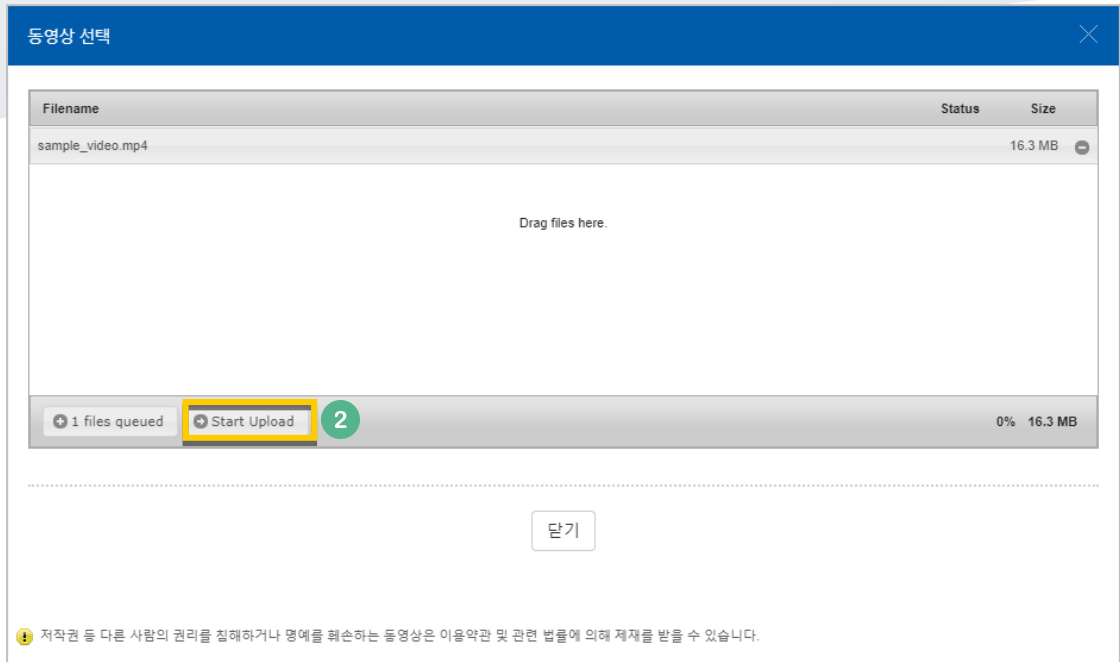 동영상 선택
Filename Status Size
sample_video.mp4 16.3 MB
Drag files here.
1 files queued Start Upload 2 0% 16.3 MB
닫기
저작권 등 다른 사람의 권리를 침해하거나 명예를 훼손하는 동영상은 이용약관 및 관련 법률에 의해 제재를 받을 수 있습니다.